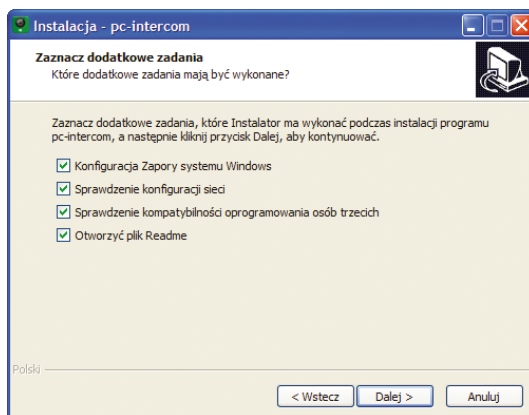 Instalacja - pc-intercom
Zaznacz dodatkowe zadania
Które dodatkowe zadania mają być wykonane?
Zaznacz dodatkowe zadania, które Instalator ma wykonać podczas instalacji programu
pc-intercom, a następnie kliknij przycisk Dalej, aby kontynuować.
Konfiguracja Zapory systemu Windows
Sprawdzenie konfiguracji sieci
Sprawdzenie kompatybilności oprogramowania osób trzecich
Otworzyć plik Readme
Polski
< Wstecz
Dalej >
Anuluj